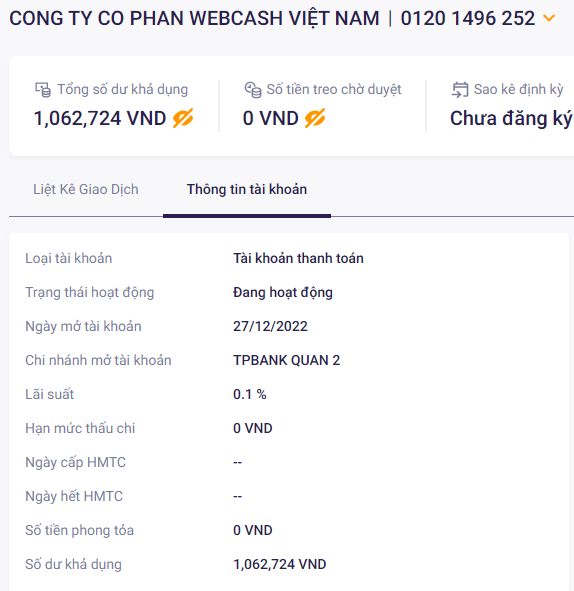 CONG TY CO PHAN WEBCASH VIỆT NAM | 0120 1496 252
Tổng số dư khả dụng
1,062,724 VND
Số tiền treo chờ duyệt
0 VND
Sao kê định kỳ
Chưa đăng ký
Liệt Kê Giao Dịch Thông tin tài khoản
Loại tài khoản Tài khoản thanh toán
Trạng thái hoạt động Đang hoạt động
Ngày mở tài khoản 27/12/2022
Chi nhánh mở tài khoản TPBANK QUAN 2
Lãi suất 0.1 %
Hạn mức thấu chi 0 VND
Ngày cấp HMTC --
Ngày hết HMTC --
Số tiền phong tỏa 0 VND
Số dư khả dụng 1,062,724 VND